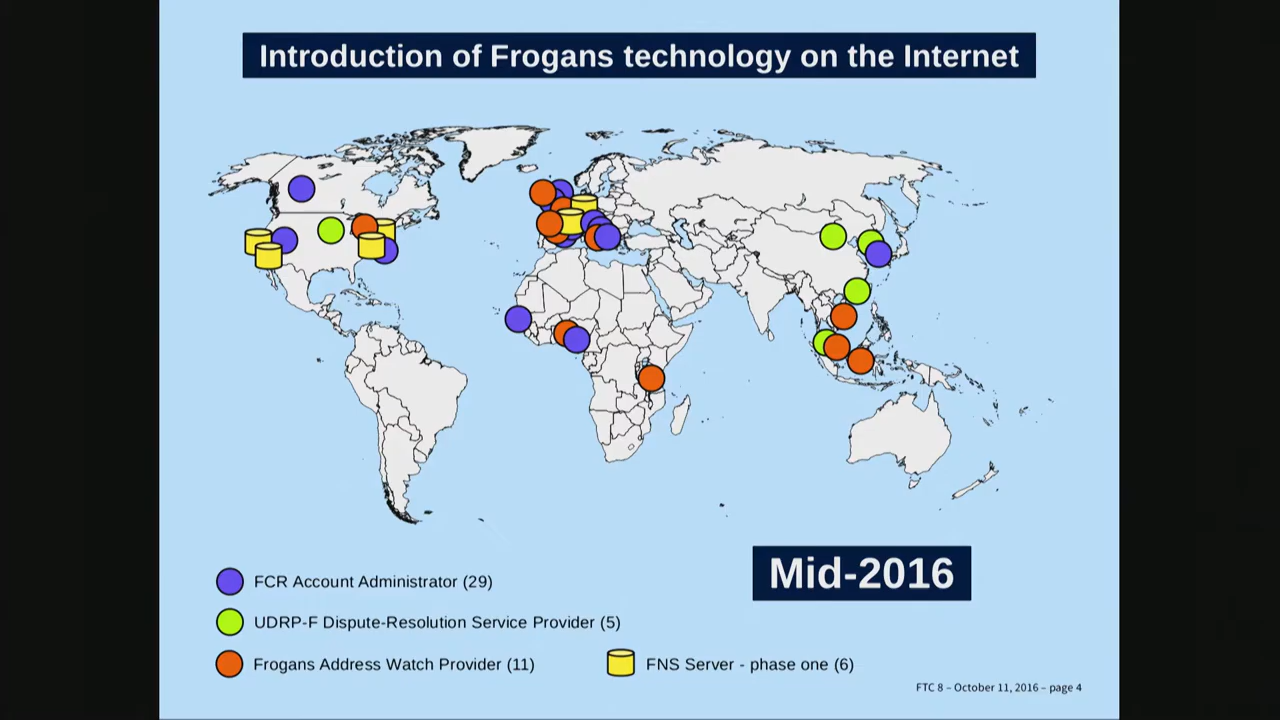 Introduction of Frogans technology on the Internet
Mid-2016
FCR Account Administrator (29)
UDRP-F Dispute-Resolution Service Provider (5)
Frogans Address Watch Provider (11)
FNS Server - phase one (6)
FTC 8 – October 11, 2016 – page 4